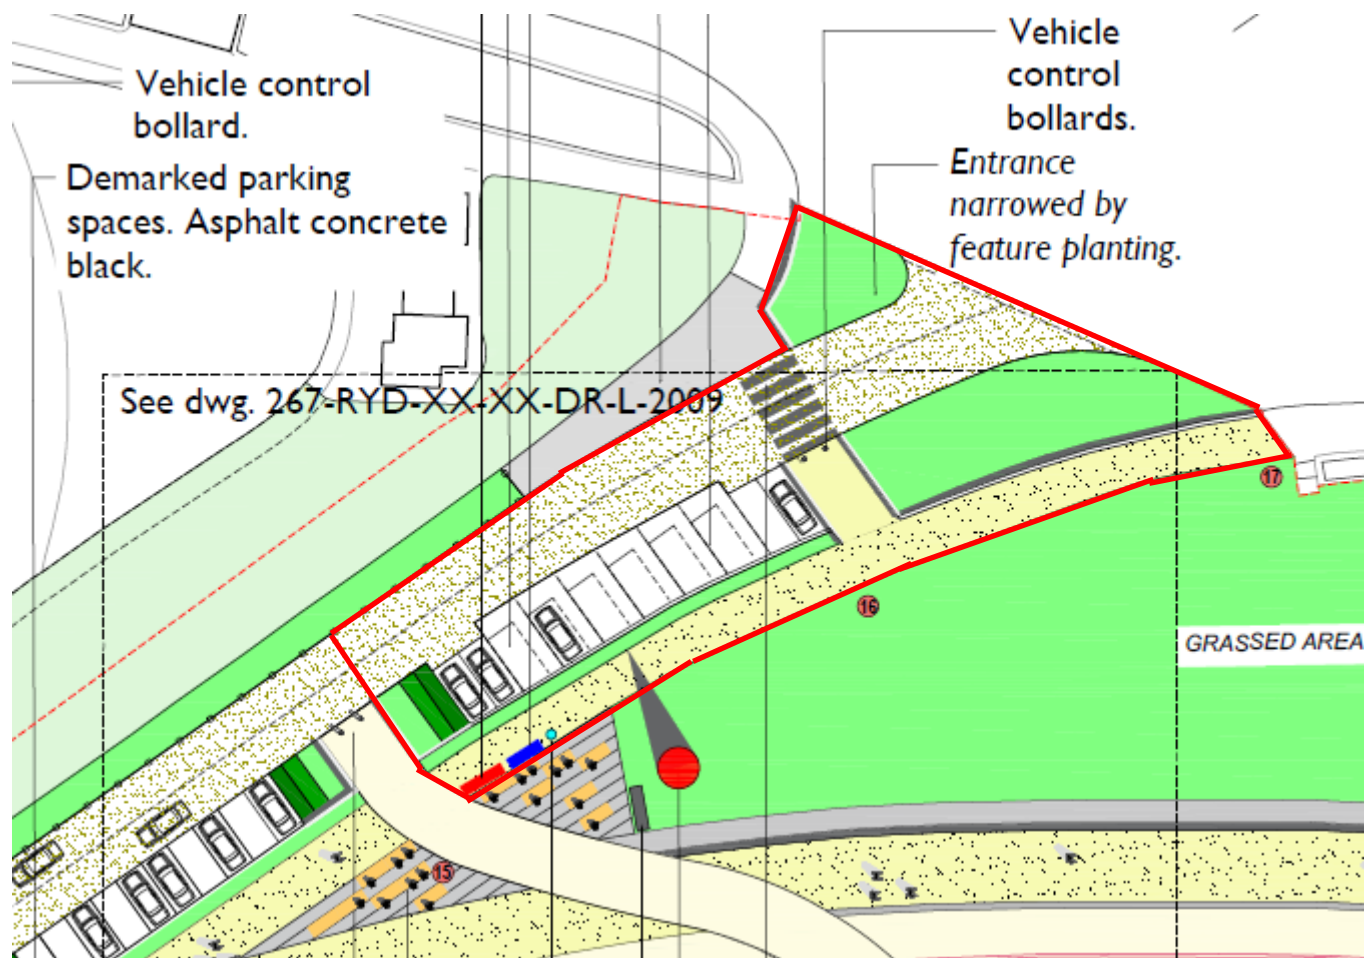 Vehicle control
bollard.
Demarked parking
spaces. Asphalt concrete
black.
Vehicle
control
bollards.
Entrance
narrowed by
feature planting.
See dwg. 267-RYD-XX-XX-DR-L-2009
17
16
GRASSED AREA
15